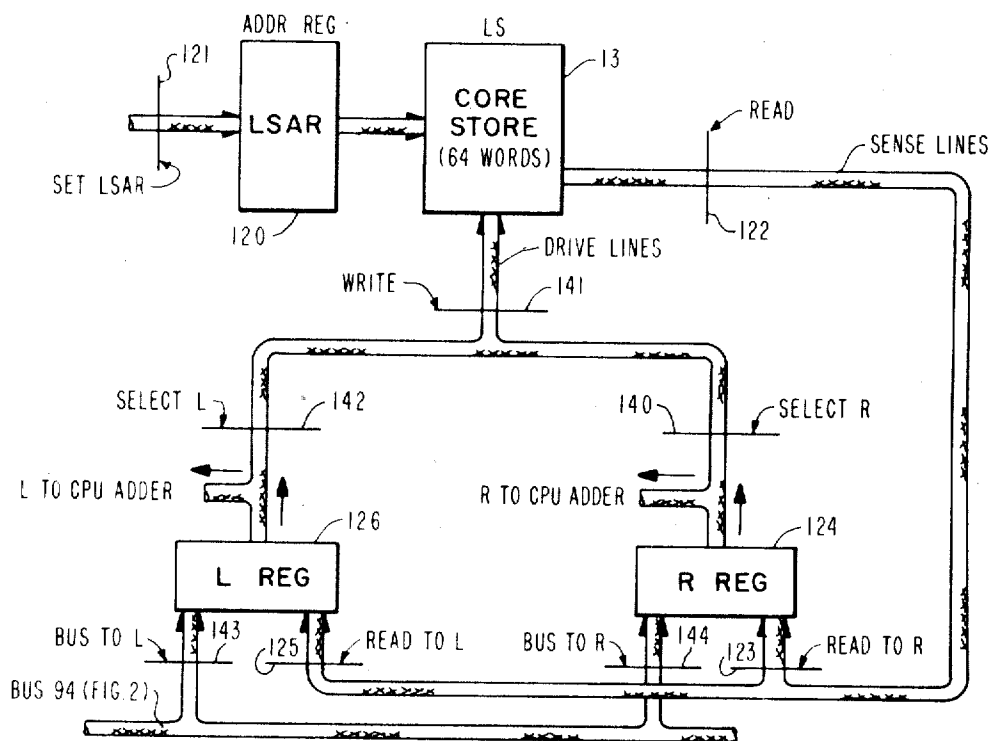 ADDR REG
LS
121
13
LSAR
CORE
STORE
(64 WORDS)
READ
SENSE LINES
SET LSAR
120
122
DRIVE LINES
WRITE
141
SELECT L
142
140
SELECT R
L TO CPU ADDER
R TO CPU ADDER
126
124
L REG
R REG
BUS TO L
143
125
READ TO L
BUS TO R
144
123
READ TO R
BUS 94 (FIG.2)